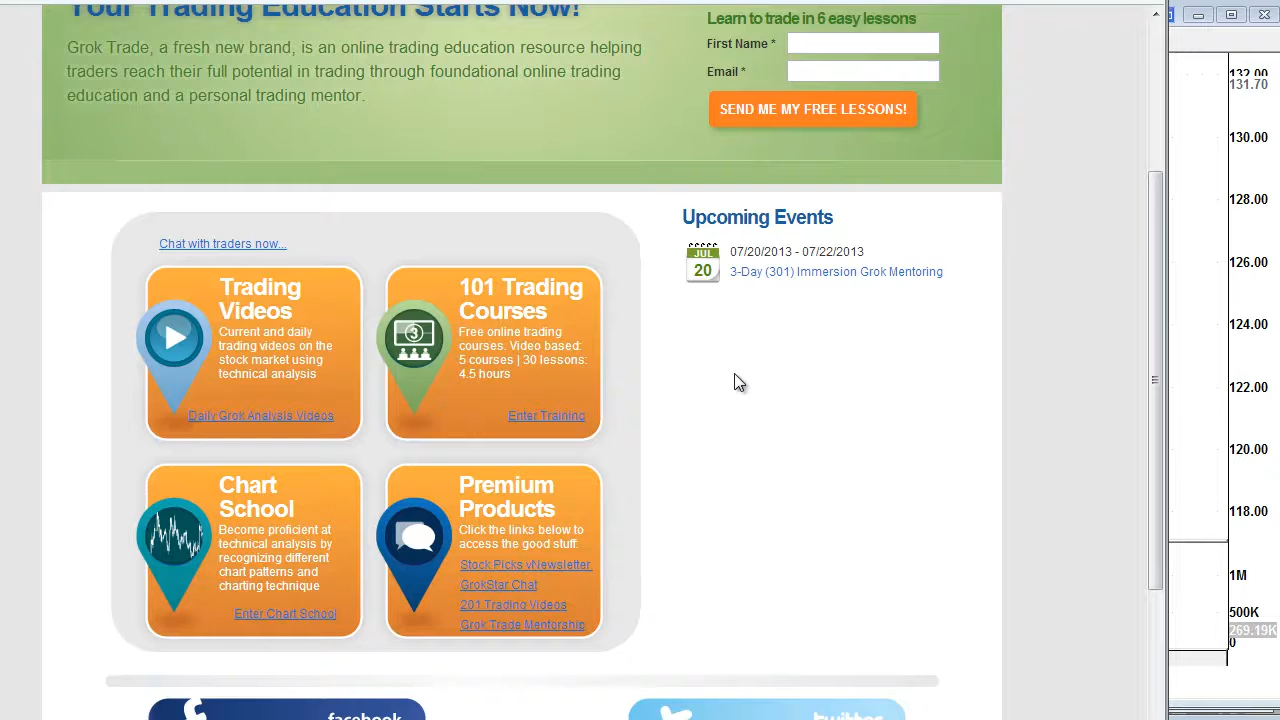 Your Trading Education Starts Now!
Grok Trade, a fresh new brand, is an online trading education resource helping
traders reach their full potential in trading through foundational online trading
education and a personal trading mentor.
Learn to trade in 6 easy lessons
First Name *
Email *
SEND ME MY FREE LESSONS!
Chat with traders now...
Trading
Videos
Current and daily
trading videos on the
stock market using
technical analysis
Daily Grok Analysis Videos
101 Trading
Courses
3
Free online trading
courses. Video based:
5 courses | 30 lessons:
4.5 hours
Enter Training
Chart
School
Become proficient at
technical analysis by
recognizing different
chart patterns and
charting technique
Enter Chart School
Premium
Products
Click the links below to
access the good stuff:
Stock Picks vNewsletter
GrokStar Chat
201 Trading Videos
Grok Trade Mentorship
Upcoming Events
JUL
20
07/20/2013 - 07/22/2013
3-Day (301) Immersion Grok Mentoring
facebook
twitter
132.00
131.70
130.00
128.00
126.00
124.00
122.00
120.00
118.00
1M
500K
269.19K
0